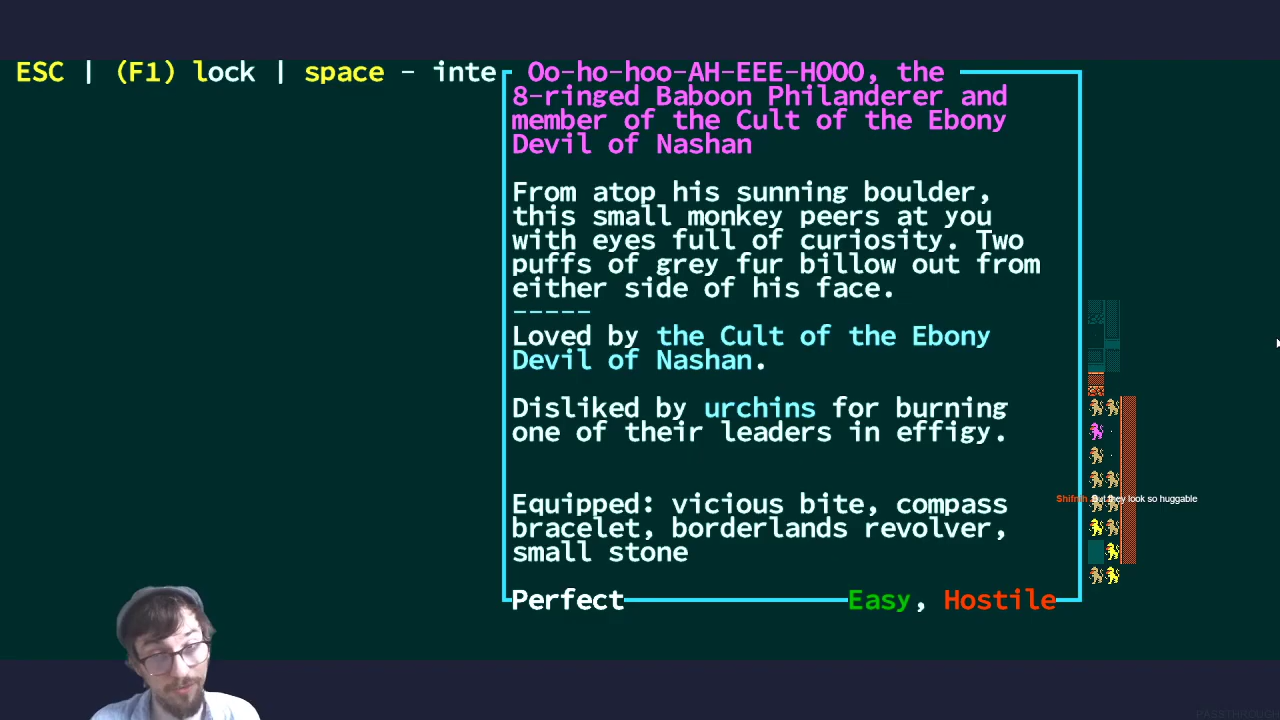 ESC | (F1) lock | space - inte
Oo-ho-hoo-AH-EEE-HOOO, the
8-ringed Baboon Philanderer and
member of the Cult of the Ebony
Devil of Nashan
From atop his sunning boulder,
this small monkey peers at you
with eyes full of curiosity. Two
puffs of grey fur billow out from
either side of his face.
-----
Loved by the Cult of the Ebony
Devil of Nashan.
Disliked by urchins for burning
one of their leaders in effigy.
Equipped: vicious bite, compass
bracelet, borderlands revolver,
small stone
Perfect
Easy, Hostile
they look so huggable